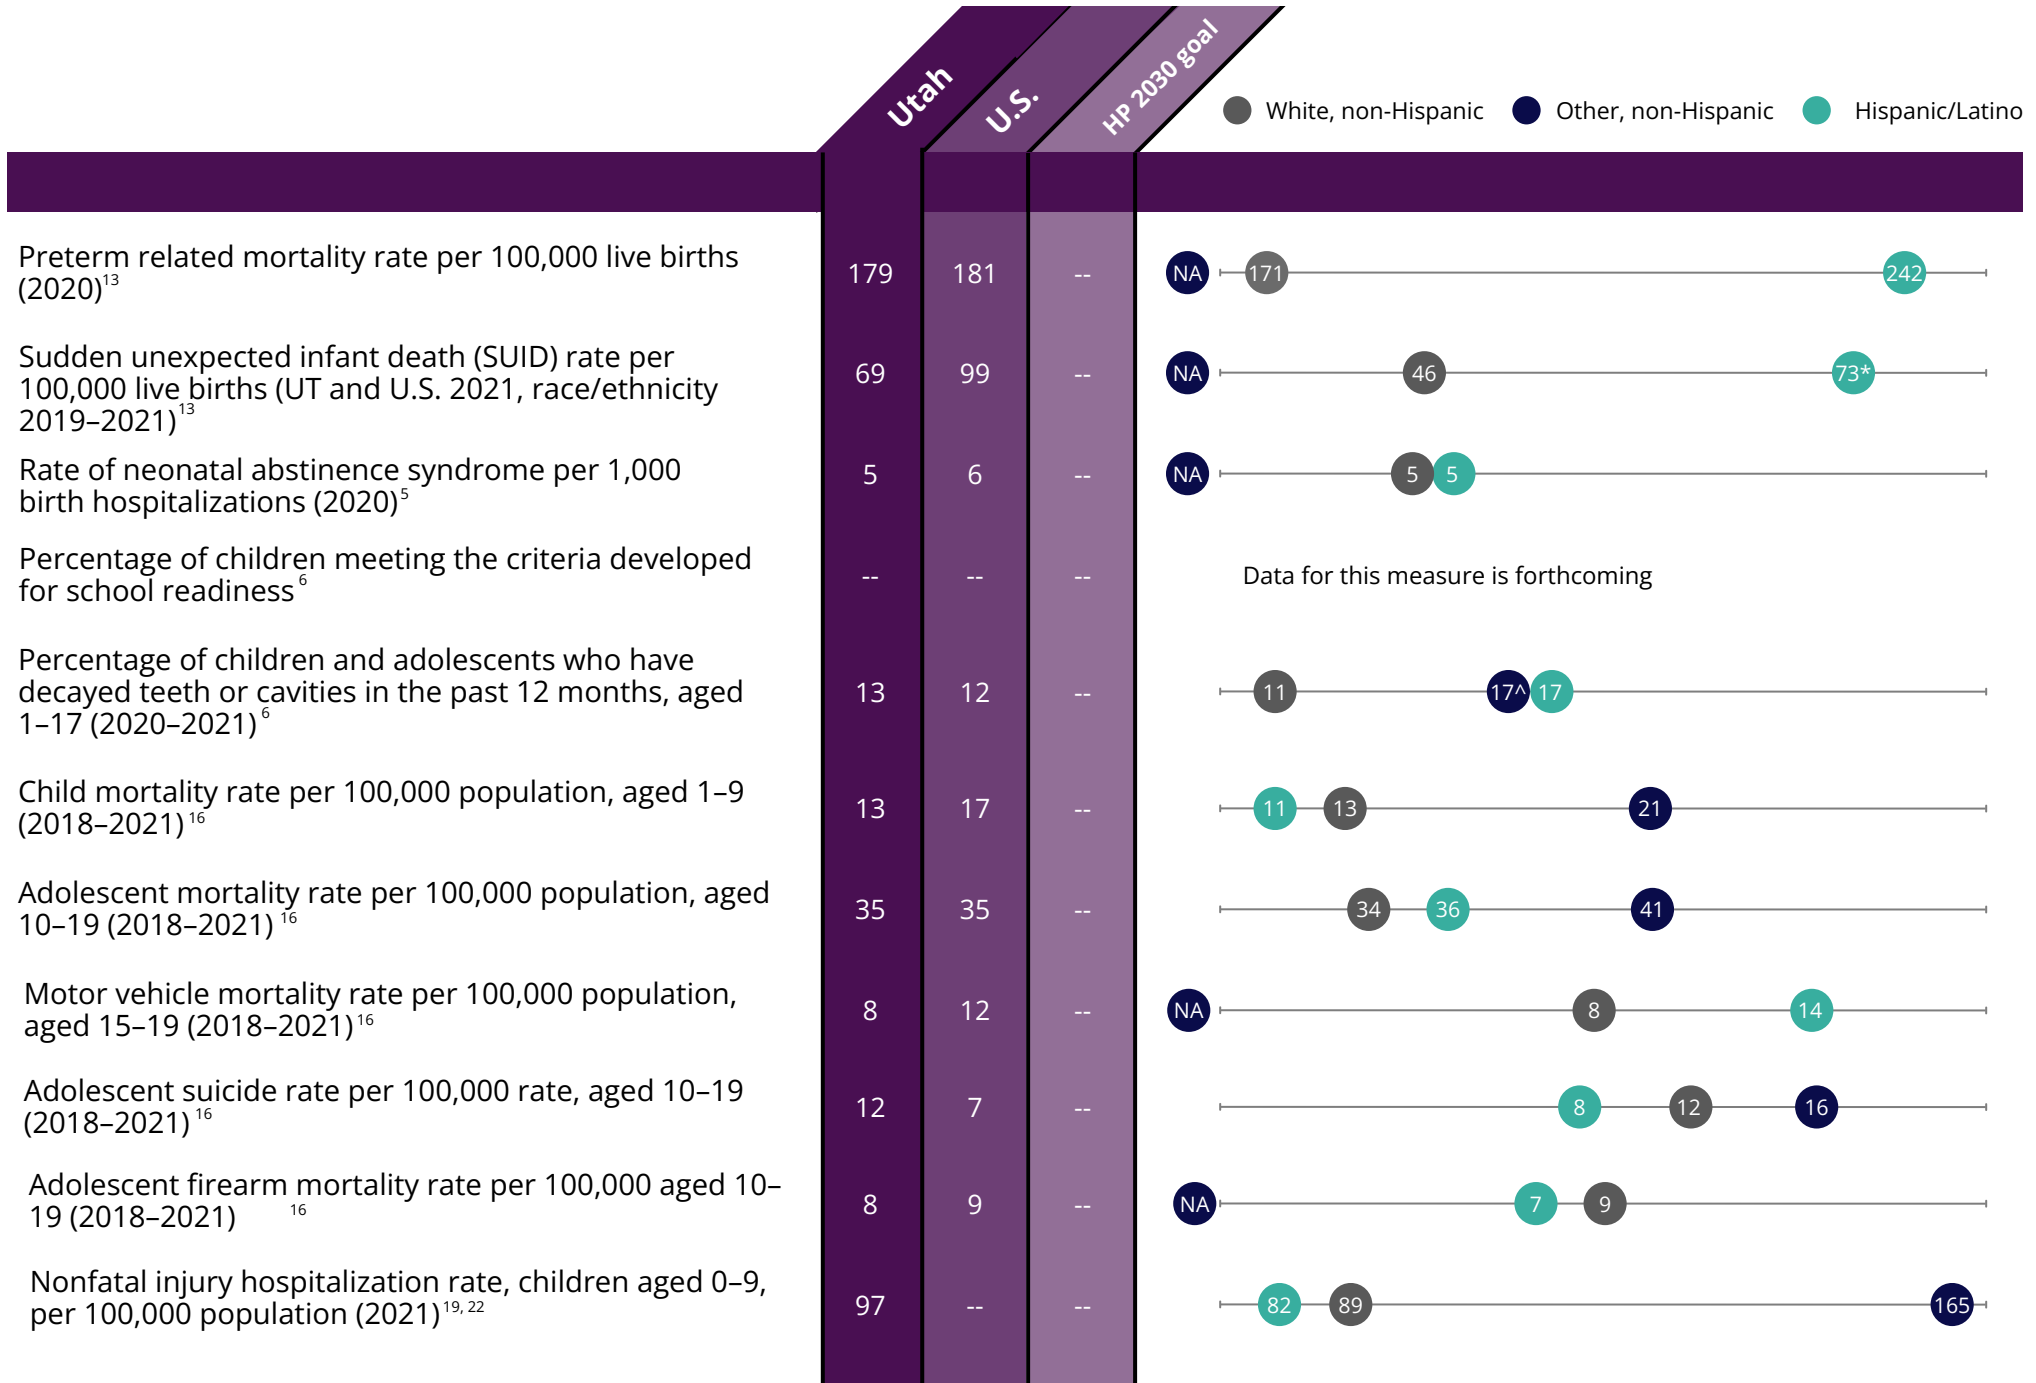 Utah
U.S.
HP 2030 goal
White, non-Hispanic
Other, non-Hispanic
Hispanic/Latino
Preterm related mortality rate per 100,000 live births
(2020)13
179
181
--
NA
171
242
Sudden unexpected infant death (SUID) rate per
100,000 live births (UT and U.S. 2021, race/ethnicity
2019–2021)13
69
99
--
NA
46
73*
Rate of neonatal abstinence syndrome per 1,000
birth hospitalizations (2020)5
5
6
--
NA
5
5
Percentage of children meeting the criteria developed
for school readiness6
--
--
--
Data for this measure is forthcoming
Percentage of children and adolescents who have
decayed teeth or cavities in the past 12 months, aged
1–17 (2020–2021)6
13
12
--
11
17^
17
Child mortality rate per 100,000 population, aged 1–9
(2018–2021)16
13
17
--
11
13
21
Adolescent mortality rate per 100,000 population, aged
10–19 (2018–2021) 16
35
35
--
34
36
41
Motor vehicle mortality rate per 100,000 population,
aged 15–19 (2018–2021)16
8
12
--
NA
8
14
Adolescent suicide rate per 100,000 rate, aged 10–19
(2018–2021) 16
12
7
--
8
12
16
Adolescent firearm mortality rate per 100,000 aged 10–
19 (2018–2021) 16
8
9
--
NA
7
9
Nonfatal injury hospitalization rate, children aged 0–9,
per 100,000 population (2021)19, 22
97
--
--
82
89
165